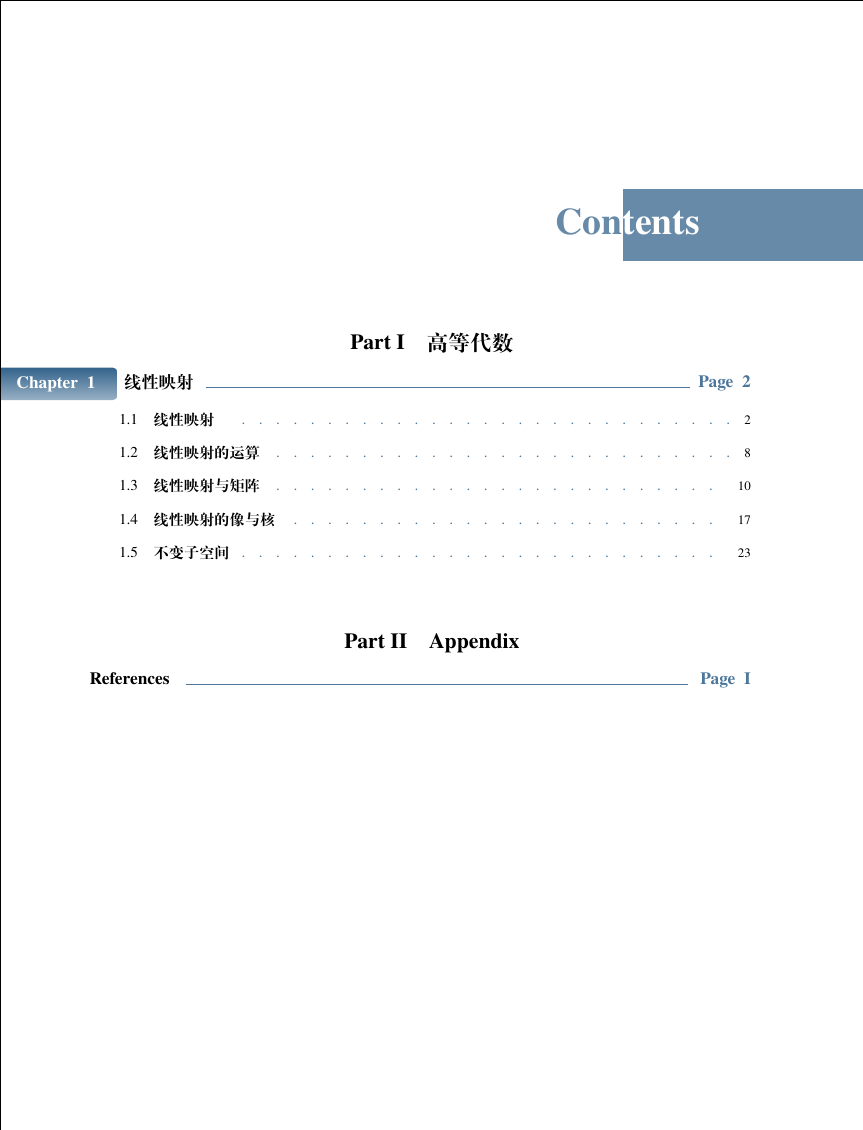 Contents
Part I 高等代数
Chapter 1 线性映射 Page 2
1.1 线性映射 . . . . . . . . . . . . . . . . . . . . . . . . . . . . . 2
1.2 线性映射的运算 . . . . . . . . . . . . . . . . . . . . . . . . . . . 8
1.3 线性映射与矩阵 . . . . . . . . . . . . . . . . . . . . . . . . . . 10
1.4 线性映射的像与核 . . . . . . . . . . . . . . . . . . . . . . . . . 17
1.5 不变子空间 . . . . . . . . . . . . . . . . . . . . . . . . . . . . 23
Part II Appendix
References Page I